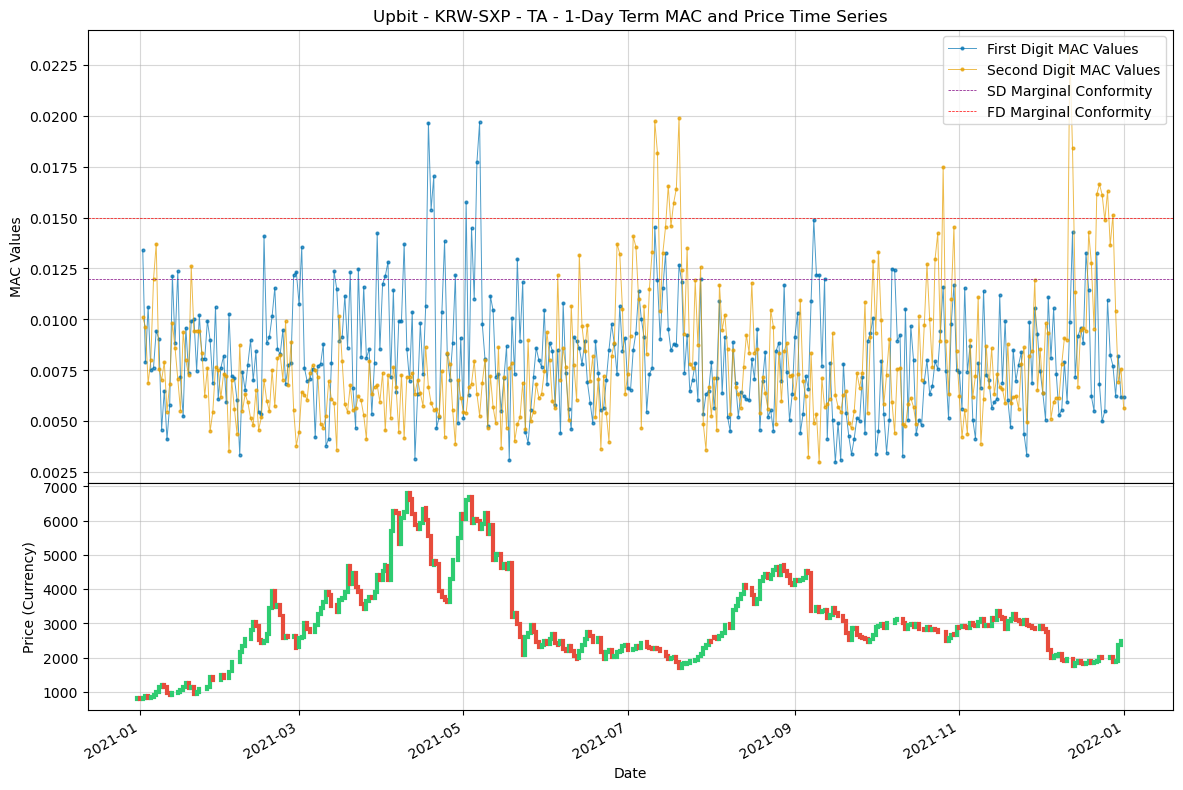 Upbit - KRW-SXP - TA - 1-Day Term MAC and Price Time Series
First Digit MAC Values
Second Digit MAC Values
SD Marginal Conformity
FD Marginal Conformity
MAC Values
0.0225
0.0200
0.0175
0.0150
0.0125
0.0100
0.0075
0.0050
0.0025
Price (Currency)
7000
6000
5000
4000
3000
2000
1000
2021-01
2021-03
2021-05
2021-07
2021-09
2021-11
2022-01
Date